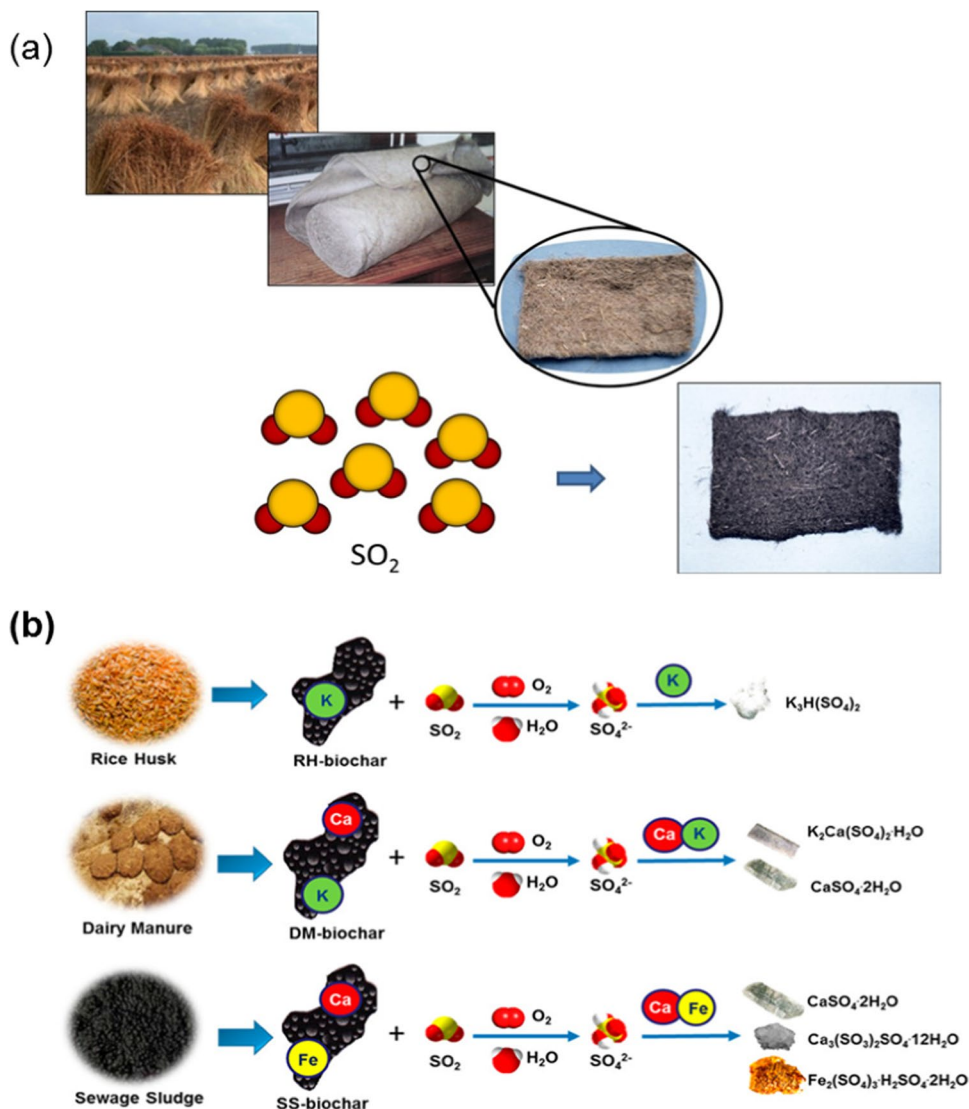 (a)
SO₂
(b)
K
O₂
K
+
K₃H(SO₄)₂
SO₂
H₂O
SO₄²⁻
Rice Husk
RH-biochar
Ca
O₂
Ca K
K₂Ca(SO₄)₂·H₂O
+
K
SO₂
H₂O
SO₄²⁻
CaSO₄·2H₂O
Dairy Manure
DM-biochar
Ca
O₂
Ca Fe
CaSO₄·2H₂O
+
Ca₃(SO₃)₂SO₄·12H₂O
Fe
SO₂
H₂O
SO₄²⁻
Fe₂(SO₄)₃·H₂SO₄·2H₂O
Sewage Sludge
SS-biochar